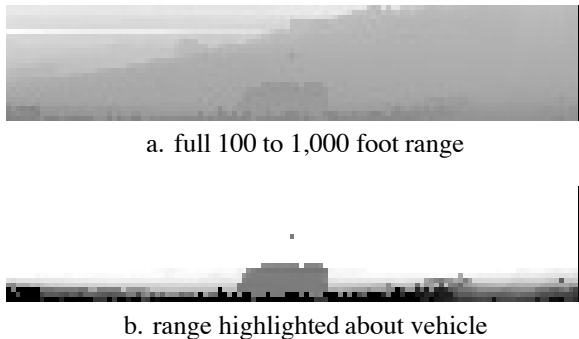 a. full 100 to 1,000 foot range
b. range highlighted about vehicle